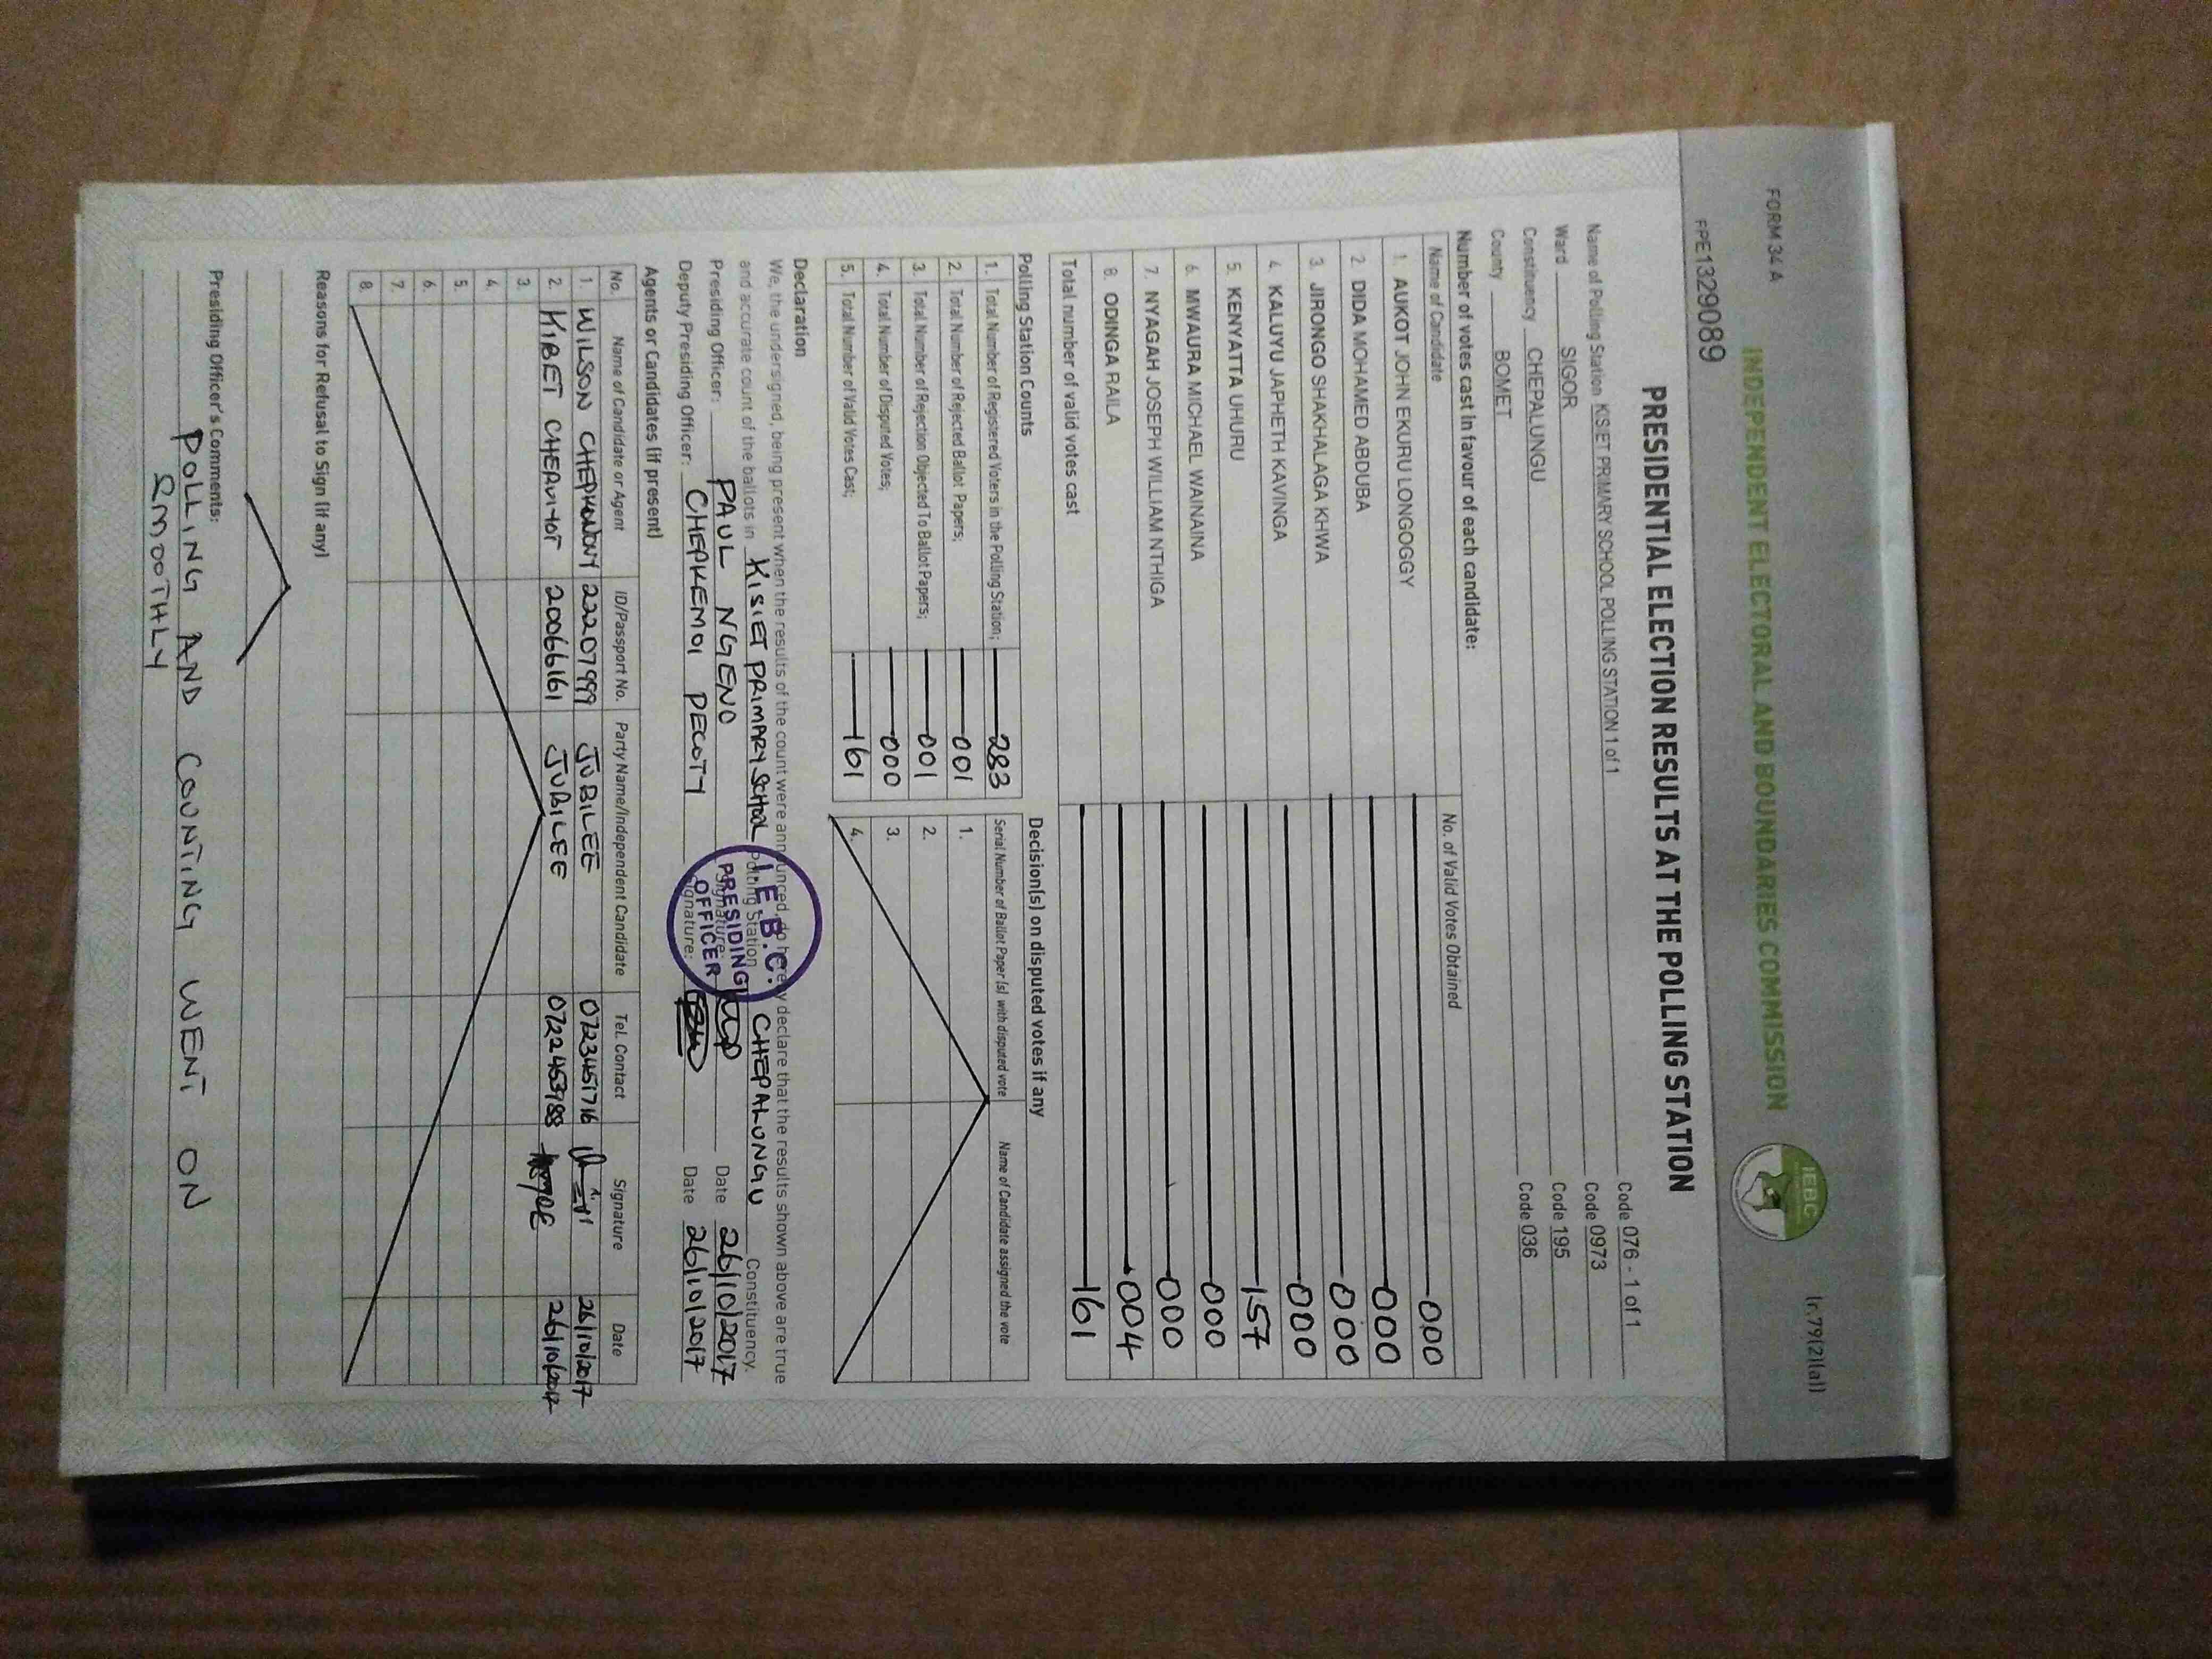 FORM 34 A
(r.79(2)(a))
INDEPENDENT ELECTORAL AND BOUNDARIES COMMISSION
IEBC
FPE1329089
PRESIDENTIAL ELECTION RESULTS AT THE POLLING STATION
Name of Polling Station KISIET PRIMARY SCHOOL POLLING STATION 1 of 1 Code 076 - 1 of 1
Ward SIGOR Code 0973
Constituency CHEPALUNGU Code 195
County BOMET Code 036
Number of votes cast in favour of each candidate:
Name of Candidate No. of Valid Votes Obtained
1. AUKOT JOHN EKURU LONGOGGY 000
2. DIDA MOHAMED ABDUBA 000
3. JIRONGO SHAKHALAGA KHWA 000
4. KALUYU JAPHETH KAVINGA 000
5. KENYATTA UHURU 157
6. MWAURA MICHAEL WAINAINA 000
7. NYAGAH JOSEPH WILLIAM NTHIGA 000
8. ODINGA RAILA 004
Total number of valid votes cast 161
Polling Station Counts
1. Total Number of Registered Voters in the Polling Station; 283
2. Total Number of Rejected Ballot Papers; 001
3. Total Number of Rejection Objected To Ballot Papers; 001
4. Total Number of Disputed Votes; 000
5. Total Number of Valid Votes Cast; 161
Decision(s) on disputed votes if any
Serial Number of Ballot Paper (s) with disputed vote Name of Candidate assigned the vote
1.
2.
3.
4.
Declaration
We, the undersigned, being present when the results of the count were announced, do hereby declare that the results shown above are true
and accurate count of the ballots in KISIET PRIMARY SCHOOL Polling Station CHEPALUNGU Constituency.
Presiding Officer: PAUL NGENO Signature: Date 26/10/2017
Deputy Presiding Officer: CHEPKEMOI DECOTY Signature: Date 26/10/2017
I.E.B.C.
PRESIDING
OFFICER
Agents or Candidates (if present)
No. Name of Candidate or Agent ID/Passport No. Party Name/Independent Candidate Tel. Contact Signature Date
1. WILSON CHEPKWONY 22207999 JUBILEE 0723451716 26/10/2017
2. KIBET CHERUIYOT 20066161 JUBILEE 0722453988 26/10/2017
3.
4.
5.
6.
7.
8.
Reasons for Refusal to Sign (if any)
Presiding Officer's Comments:
POLLING AND COUNTING WENT ON
SMOOTHLY